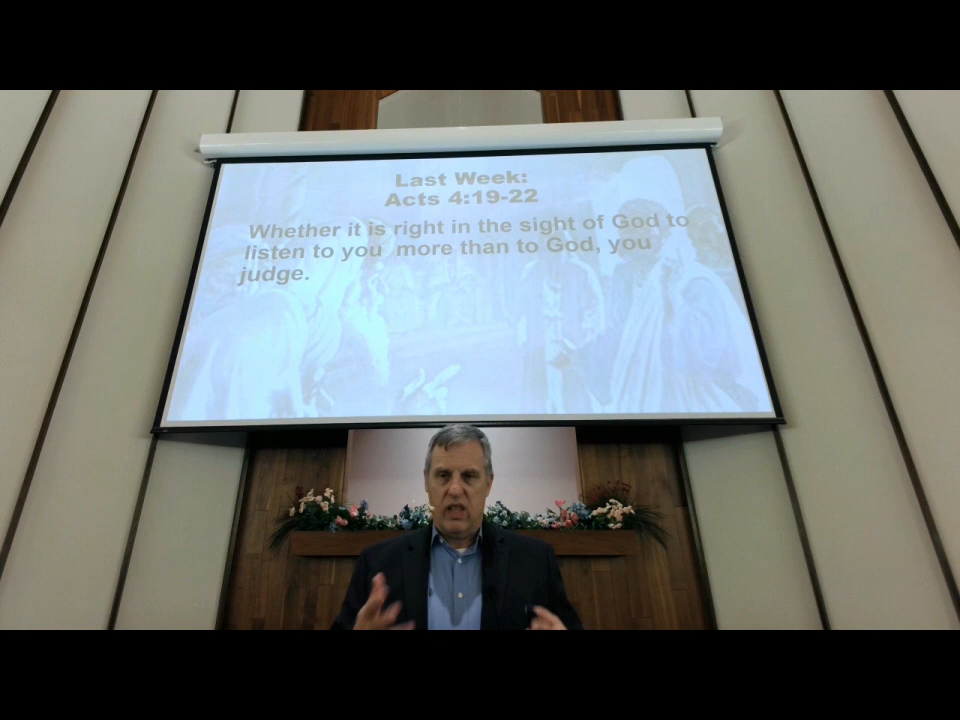 Last Week:
Acts 4:19-22
Whether it is right in the sight of God to
listen to you more than to God, you
judge.